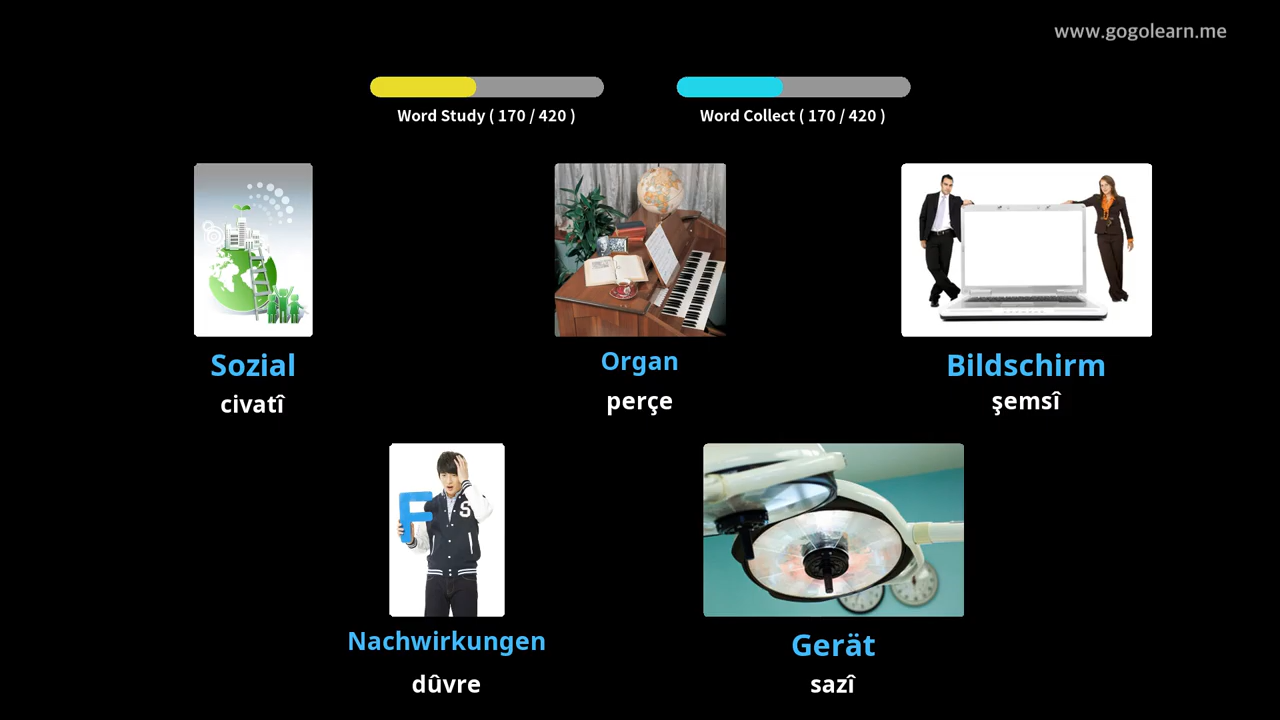 www.gogolearn.me
Word Study ( 170 / 420 )
Word Collect ( 170 / 420 )
Sozial
civatî
Organ
perçe
Bildschirm
şemsî
F
S
Nachwirkungen
dûvre
Gerät
sazî